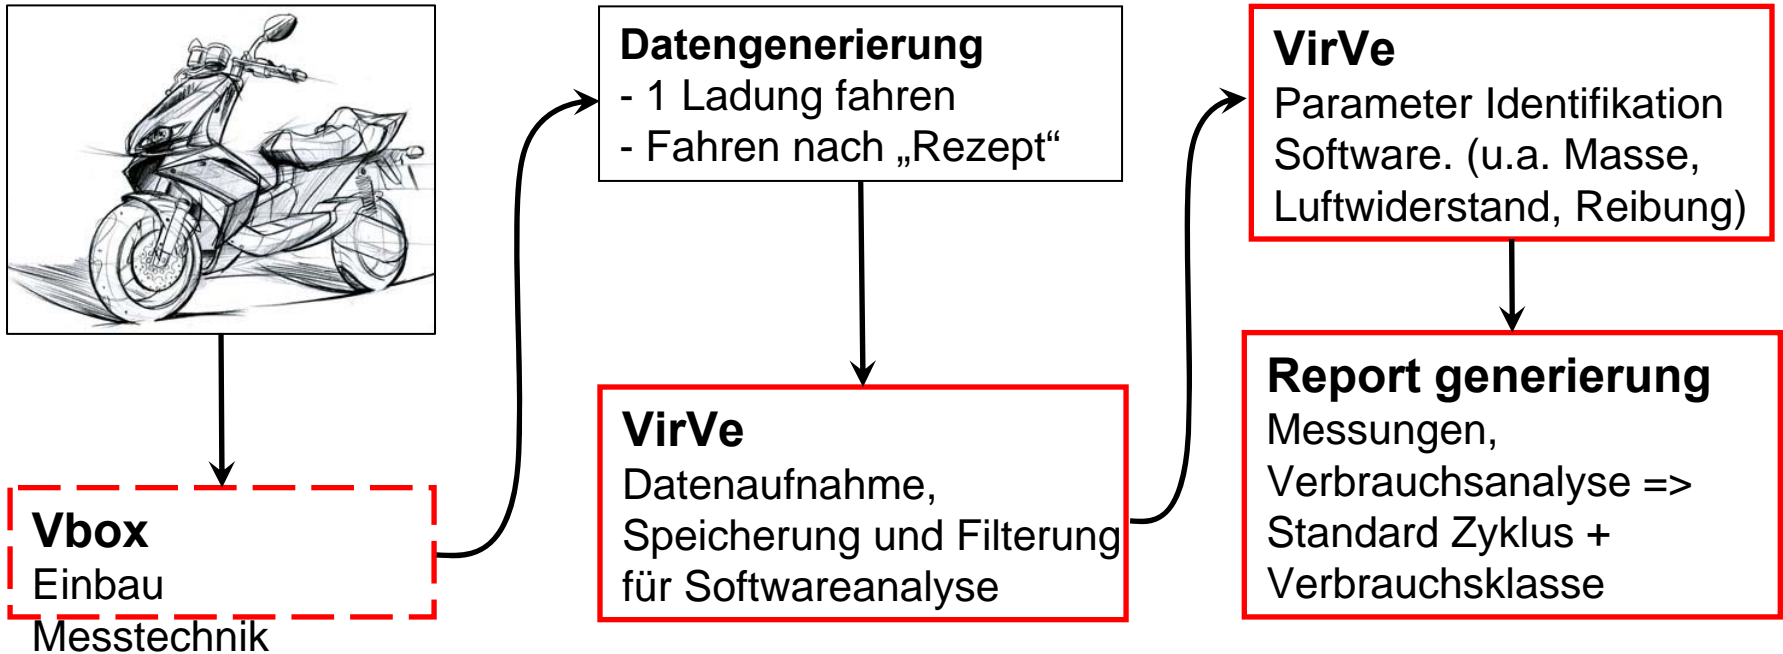 Vbox
Einbau
Messtechnik
Datengenerierung
- 1 Ladung fahren
- Fahren nach „Rezept“
VirVe
Datenaufnahme,
Speicherung und Filterung
für Softwareanalyse
VirVe
Parameter Identifikation
Software. (u.a. Masse,
Luftwiderstand, Reibung)
Report generierung
Messungen,
Verbrauchsanalyse =>
Standard Zyklus +
Verbrauchsklasse